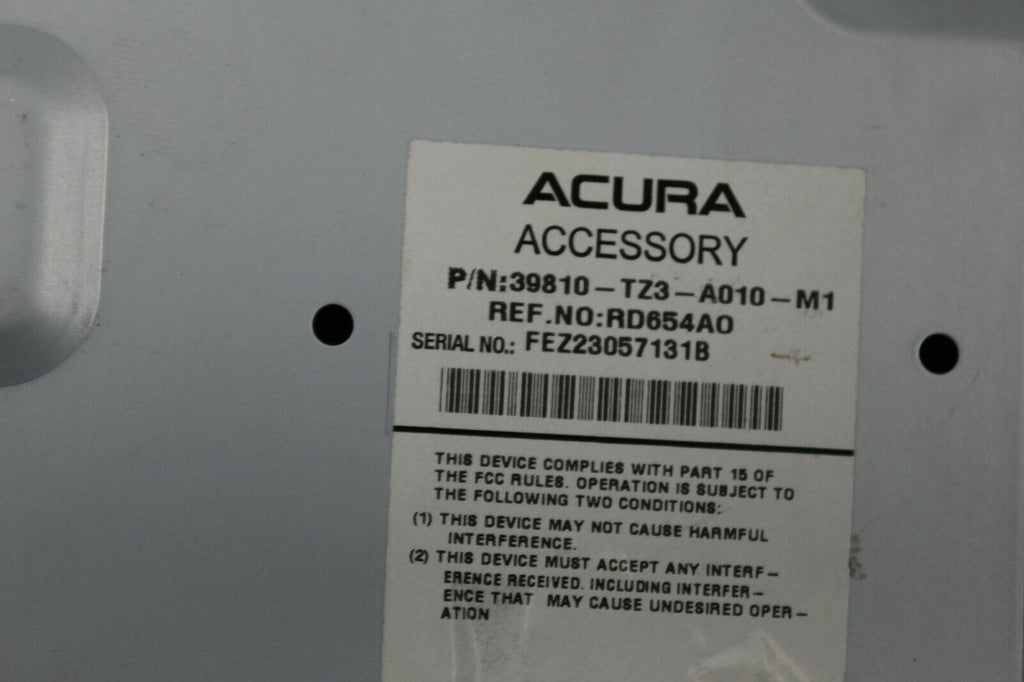 ACURA
ACCESSORY
P/N:39810-TZ3-A010-M1
REF.NO:RD654A0
SERIAL NO.: FEZ23057131B
THIS DEVICE COMPLIES WITH PART 15 OF
THE FCC RULES. OPERATION IS SUBJECT TO
THE FOLLOWING TWO CONDITIONS:
(1) THIS DEVICE MAY NOT CAUSE HARMFUL
INTERFERENCE.
(2) THIS DEVICE MUST ACCEPT ANY INTERF-
ERENCE RECEIVED. INCLUDING INTERFER-
ENCE THAT MAY CAUSE UNDESIRED OPER-
ATION